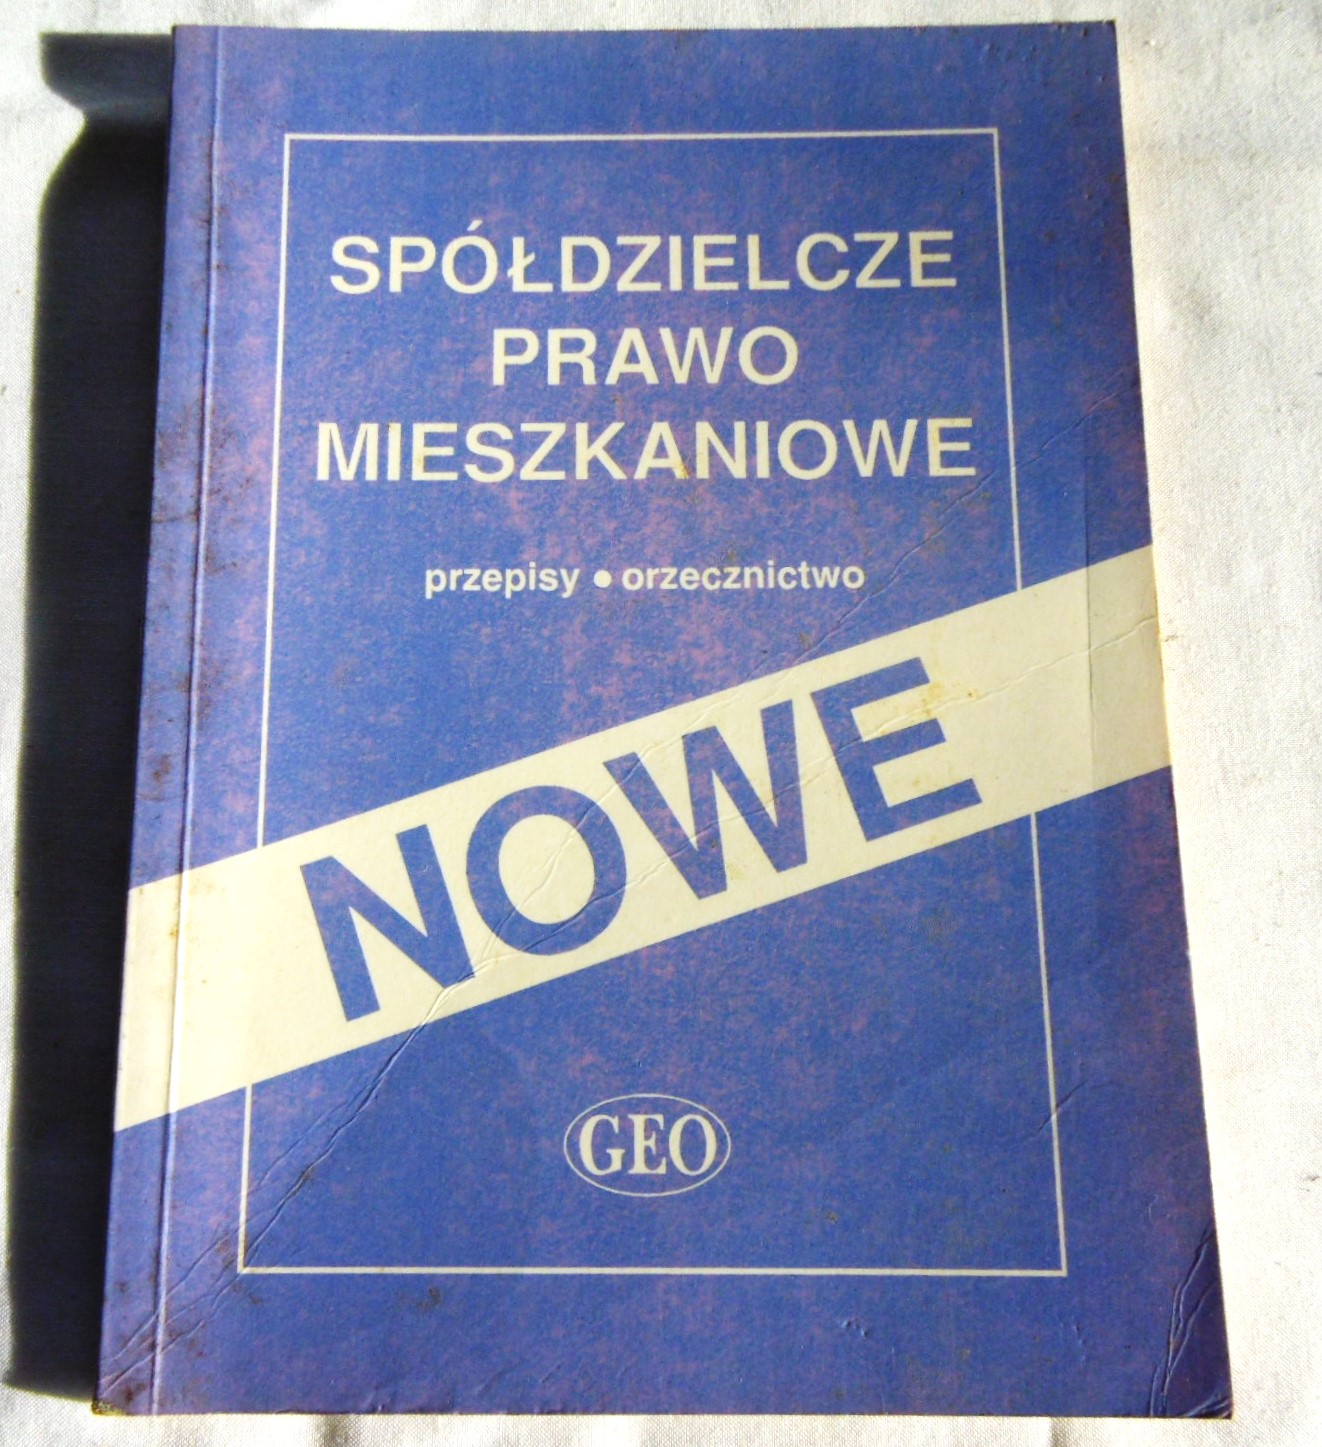 SPÓŁDZIELCZE
PRAWO
MIESZKANIOWE
przepisy • orzecznictwo
NOWE
GEO